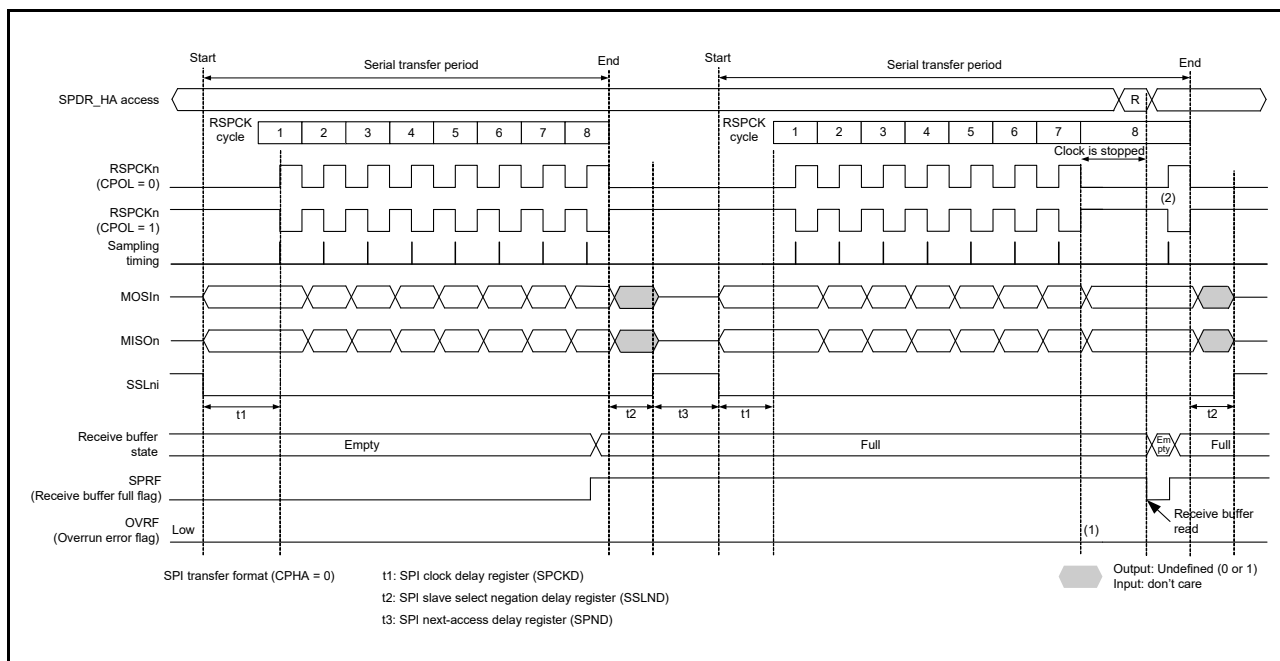 Start
Serial transfer period
End
Start
Serial transfer period
End
SPDR_HA access
R
RSPCK
cycle
1 2 3 4 5 6 7 8
RSPCK
cycle
1 2 3 4 5 6 7 8
Clock is stopped
RSPCKn
(CPOL = 0)
(2)
RSPCKn
(CPOL = 1)
Sampling
timing
MOSIn
MISOn
SSLni
t1
t2
t3
t1
t2
Receive buffer
state
Empty
Full
Em
pty
Full
SPRF
(Receive buffer full flag)
Receive buffer
read
OVRF
(Overrun error flag)
Low
(1)
SPI transfer format (CPHA = 0)
t1: SPI clock delay register (SPCKD)
t2: SPI slave select negation delay register (SSLND)
t3: SPI next-access delay register (SPND)
Output: Undefined (0 or 1)
Input: don't care